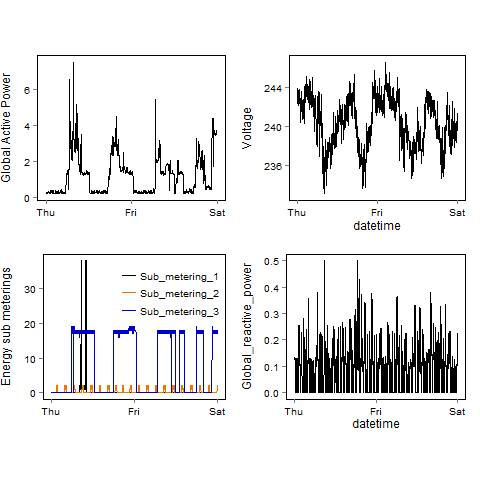 Global Active Power
6
4
2
0
Thu
Fri
Sat
Voltage
244
240
236
Thu
Fri
Sat
datetime
Energy sub meterings
30
20
10
0
Sub_metering_1
Sub_metering_2
Sub_metering_3
Thu
Fri
Sat
Global_reactive_power
0.5
0.4
0.3
0.2
0.1
0.0
Thu
Fri
Sat
datetime